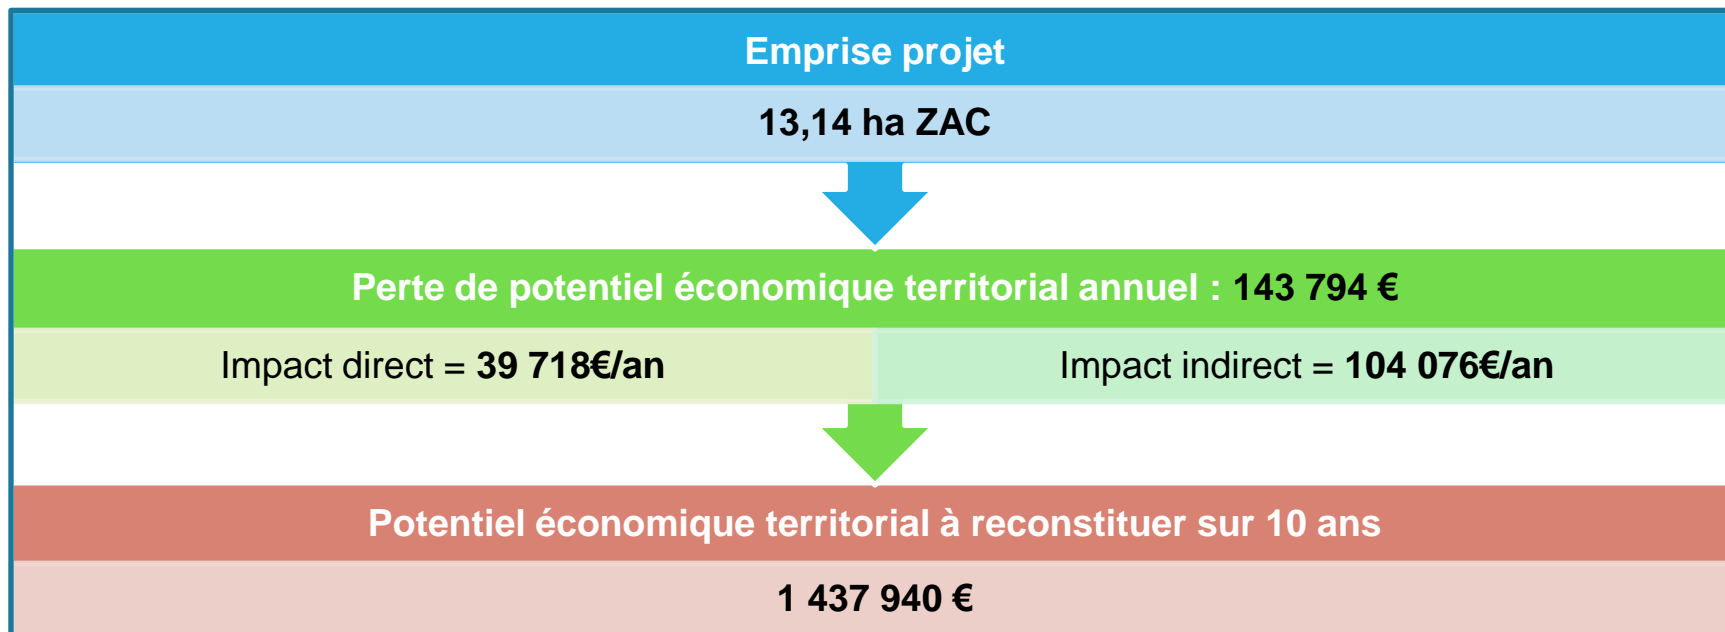 Emprise projet
13,14 ha ZAC
Perte de potentiel économique territorial annuel : 143 794 €
Impact direct = 39 718€/an
Impact indirect = 104 076€/an
Potentiel économique territorial à reconstituer sur 10 ans
1 437 940 €